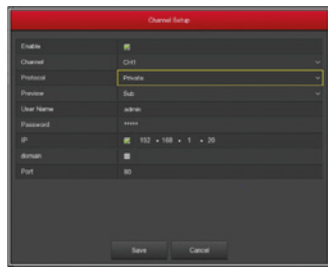 Channel Setup
Enable
Channel CH1
Protocol Private
Preview Sub
User Name admin
Password *****
IP 192 • 168 • 1 • 20
domain
Port 80
Save Cancel